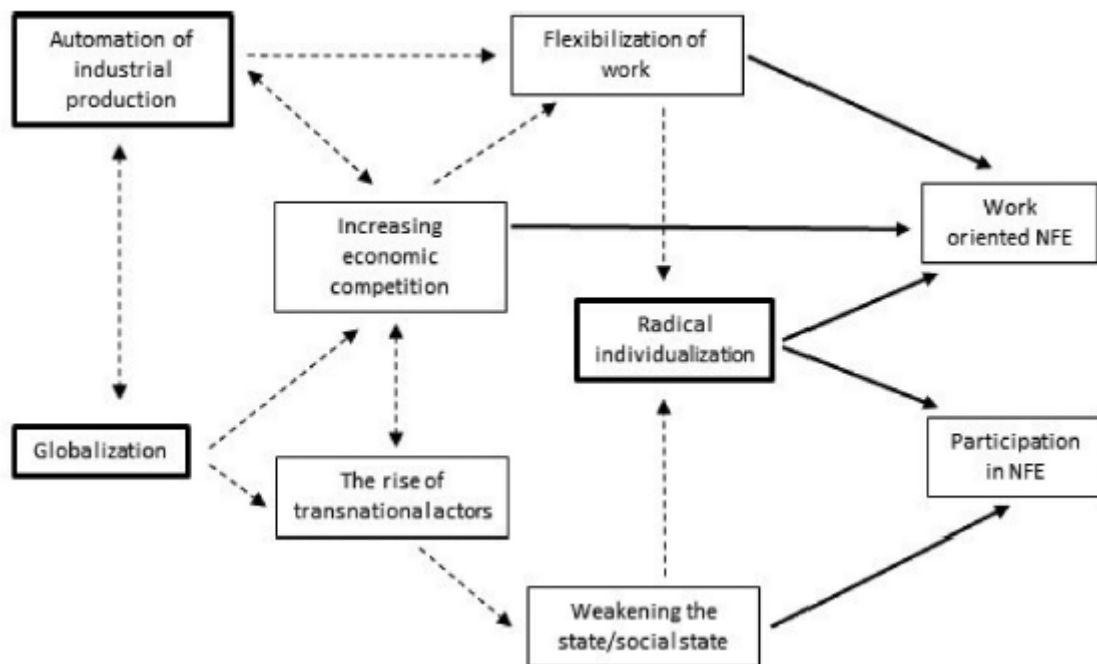 Automation of
industrial
production
Flexibilization of
work
Increasing
economic
competition
Work
oriented NFE
Radical
individualization
Globalization
The rise of
transnational actors
Participation
in NFE
Weakening the
state/social state